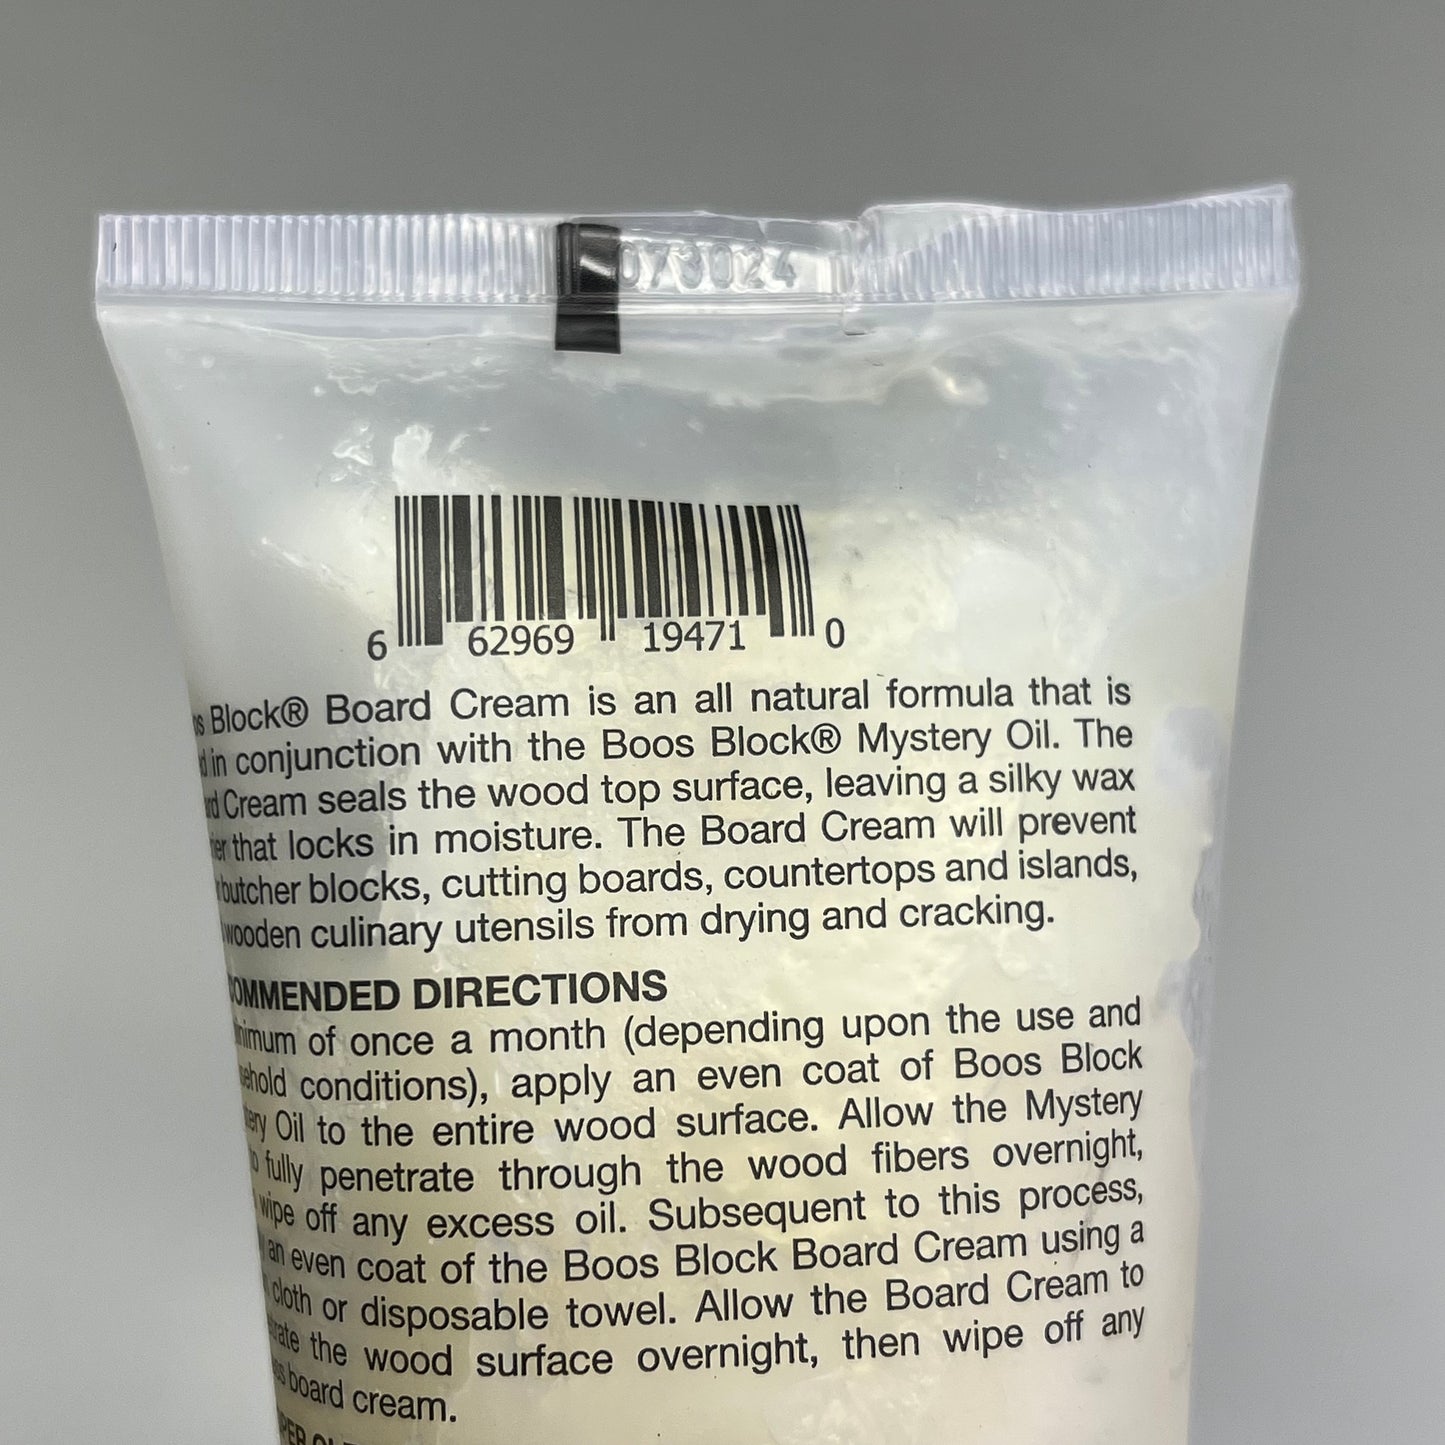 073024
6 62969 19471 0
Block® Board Cream is an all natural formula that is
in conjunction with the Boos Block® Mystery Oil. The
Cream seals the wood top surface, leaving a silky wax
that locks in moisture. The Board Cream will prevent
butcher blocks, cutting boards, countertops and islands,
wooden culinary utensils from drying and cracking.
DIRECTIONS
of once a month (depending upon the use and
conditions), apply an even coat of Boos Block
Oil to the entire wood surface. Allow the Mystery
fully penetrate through the wood fibers overnight,
wipe off any excess oil. Subsequent to this process,
an even coat of the Boos Block Board Cream using a
cloth or disposable towel. Allow the Board Cream to
the wood surface overnight, then wipe off any
board cream.